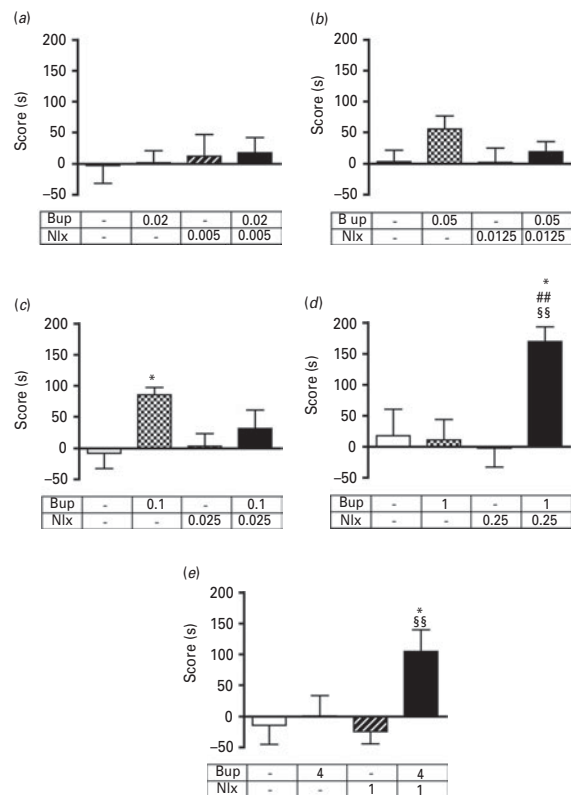 (a)
200
150
100
50
0
–50
Score (s)
Bup - 0.02 - 0.02
Nlx - - 0.005 0.005
(b)
200
150
100
50
0
–50
Score (s)
B up - 0.05 - 0.05
Nlx - - 0.0125 0.0125
(c)
200
150
100
50
0
–50
Score (s)
*
Bup - 0.1 - 0.1
Nlx - - 0.025 0.025
(d)
200
150
100
50
0
–50
Score (s)
*
##
§§
Bup - 1 - 1
Nlx - - 0.25 0.25
(e)
200
150
100
50
0
–50
Score (s)
*
§§
Bup - 4 - 4
Nlx - - 1 1